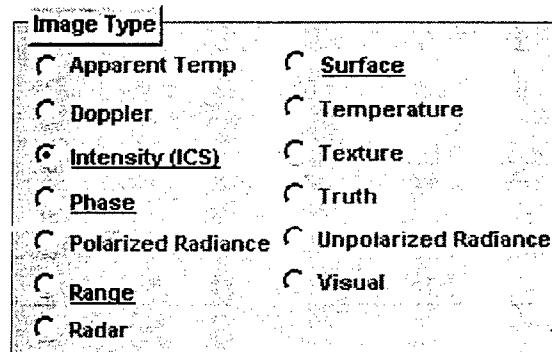 Image Type
Apparent Temp
Doppler
Intensity (ICS)
Phase
Polarized Radiance
Range
Radar
Surface
Temperature
Texture
Truth
Unpolarized Radiance
Visual